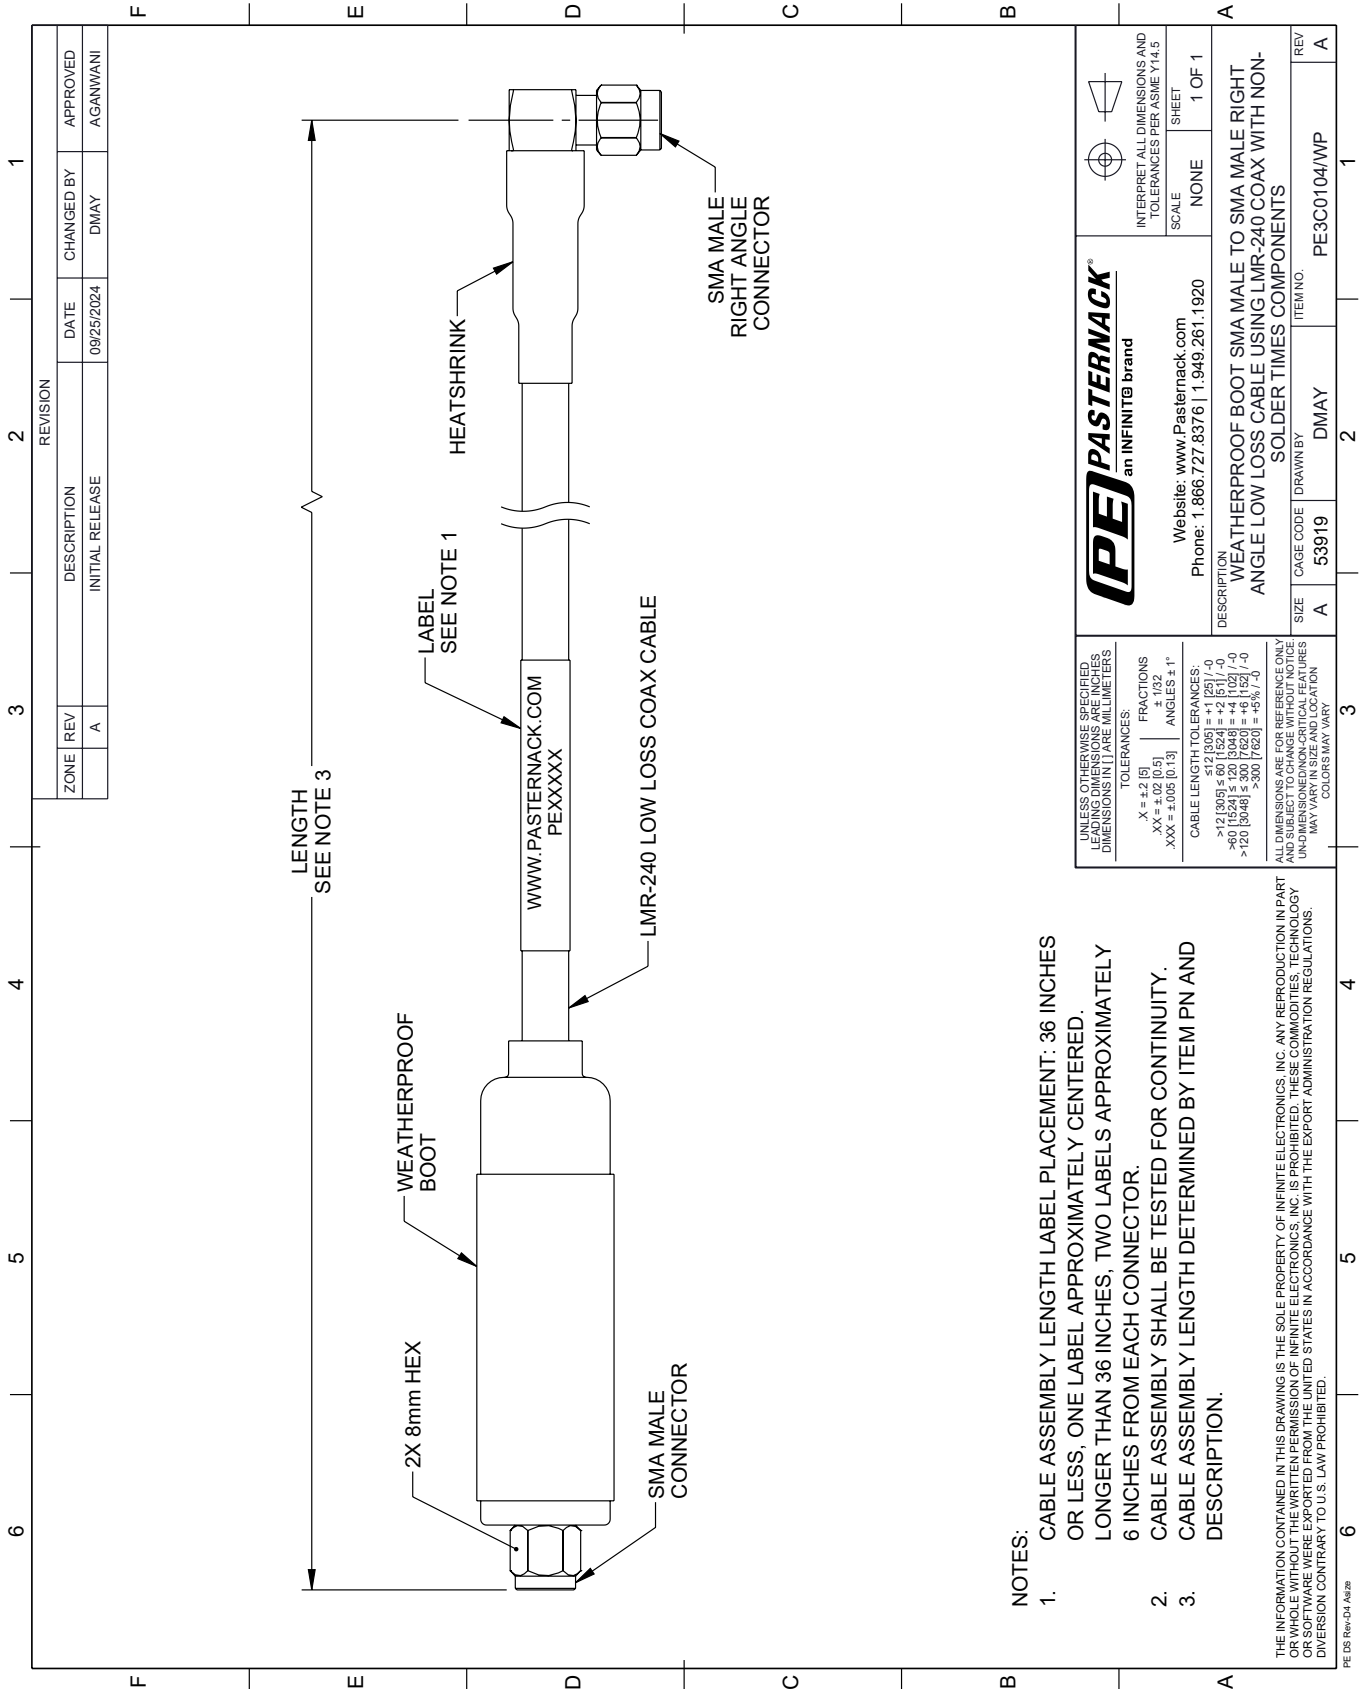 6
5
4
3
2
1
F
E
D
C
B
A
REVISION
ZONE REV DESCRIPTION DATE CHANGED BY APPROVED
A INITIAL RELEASE 09/25/2024 DMAY AGANWANI
LENGTH
SEE NOTE 3
2X 8mm HEX
WEATHERPROOF
BOOT
LABEL
SEE NOTE 1
HEATSHRINK
WWW.PASTERNACK.COM
PEXXXXX
SMA MALE
CONNECTOR
LMR-240 LOW LOSS COAX CABLE
SMA MALE
RIGHT ANGLE
CONNECTOR
NOTES:
1. CABLE ASSEMBLY LENGTH LABEL PLACEMENT: 36 INCHES
OR LESS, ONE LABEL APPROXIMATELY CENTERED.
LONGER THAN 36 INCHES, TWO LABELS APPROXIMATELY
6 INCHES FROM EACH CONNECTOR.
2. CABLE ASSEMBLY SHALL BE TESTED FOR CONTINUITY.
3. CABLE ASSEMBLY LENGTH DETERMINED BY ITEM PN AND
DESCRIPTION.
THE INFORMATION CONTAINED IN THIS DRAWING IS THE SOLE PROPERTY OF INFINITE ELECTRONICS, INC. ANY REPRODUCTION IN PART
OR WHOLE WITHOUT THE WRITTEN PERMISSION OF INFINITE ELECTRONICS, INC. IS PROHIBITED. THESE COMMODITIES, TECHNOLOGY
OR SOFTWARE WERE EXPORTED FROM THE UNITED STATES IN ACCORDANCE WITH THE EXPORT ADMINISTRATION REGULATIONS.
DIVERSION CONTRARY TO U.S. LAW PROHIBITED.
UNLESS OTHERWISE SPECIFIED
LEADING DIMENSIONS ARE INCHES
DIMENSIONS IN [ ] ARE MILLIMETERS
TOLERANCES:
.X = ±.2 [5]
.XX = ±.02 [0.5]
.XXX = ±.005 [0.13]
FRACTIONS
± 1/32
ANGLES ± 1°
CABLE LENGTH TOLERANCES:
≤12 [305] = +1 [25] / -0
>12 [305] ≤ 60 [1524] = +2 [51] / -0
>60 [1524] ≤ 120 [3048] = +4 [102] / -0
>120 [3048] ≤ 300 [7620] = +6 [152] / -0
>300 [7620] = +5% / -0
ALL DIMENSIONS ARE FOR REFERENCE ONLY
AND SUBJECT TO CHANGE WITHOUT NOTICE.
UN-DIMENSIONED/NON-CRITICAL FEATURES
MAY VARY IN SIZE AND LOCATION
COLORS MAY VARY
PE PASTERNACK®
an INFINIT@ brand
Website: www.Pasternack.com
Phone: 1.866.727.8376 | 1.949.261.1920
INTERPRET ALL DIMENSIONS AND
TOLERANCES PER ASME Y14.5
SCALE
NONE
SHEET
1 OF 1
DESCRIPTION
WEATHERPROOF BOOT SMA MALE TO SMA MALE RIGHT
ANGLE LOW LOSS CABLE USING LMR-240 COAX WITH NON-
SOLDER TIMES COMPONENTS
SIZE
A
CAGE CODE
53919
DRAWN BY
DMAY
ITEM NO.
PE3C0104/WP
REV
A
F
E
D
C
B
A
6
5
4
3
2
1
PE DS Rev-D4 Asize